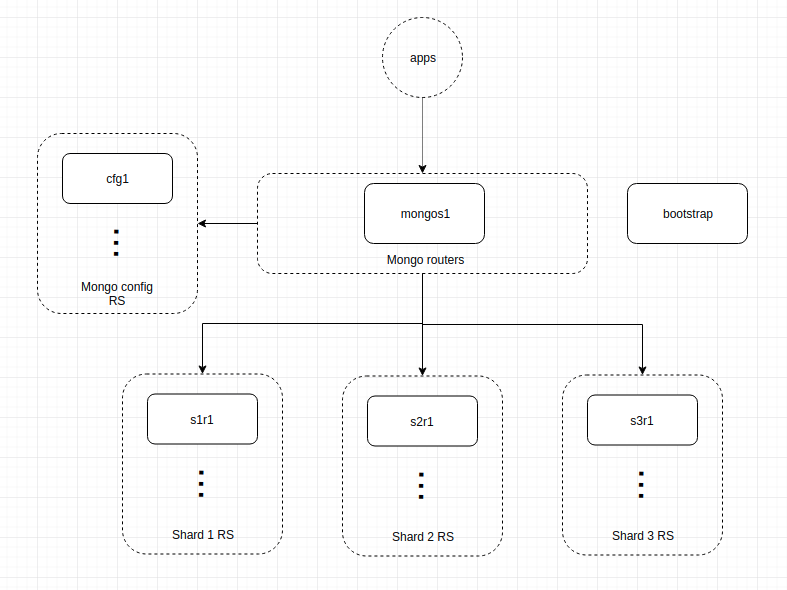 apps
cfg1
mongos1
bootstrap
Mongo routers
Mongo config
RS
s1r1
s2r1
s3r1
Shard 1 RS
Shard 2 RS
Shard 3 RS